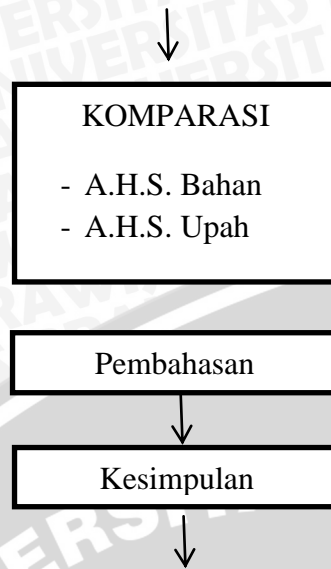 KOMPARASI
- A.H.S. Bahan
- A.H.S. Upah
Pembahasan
Kesimpulan